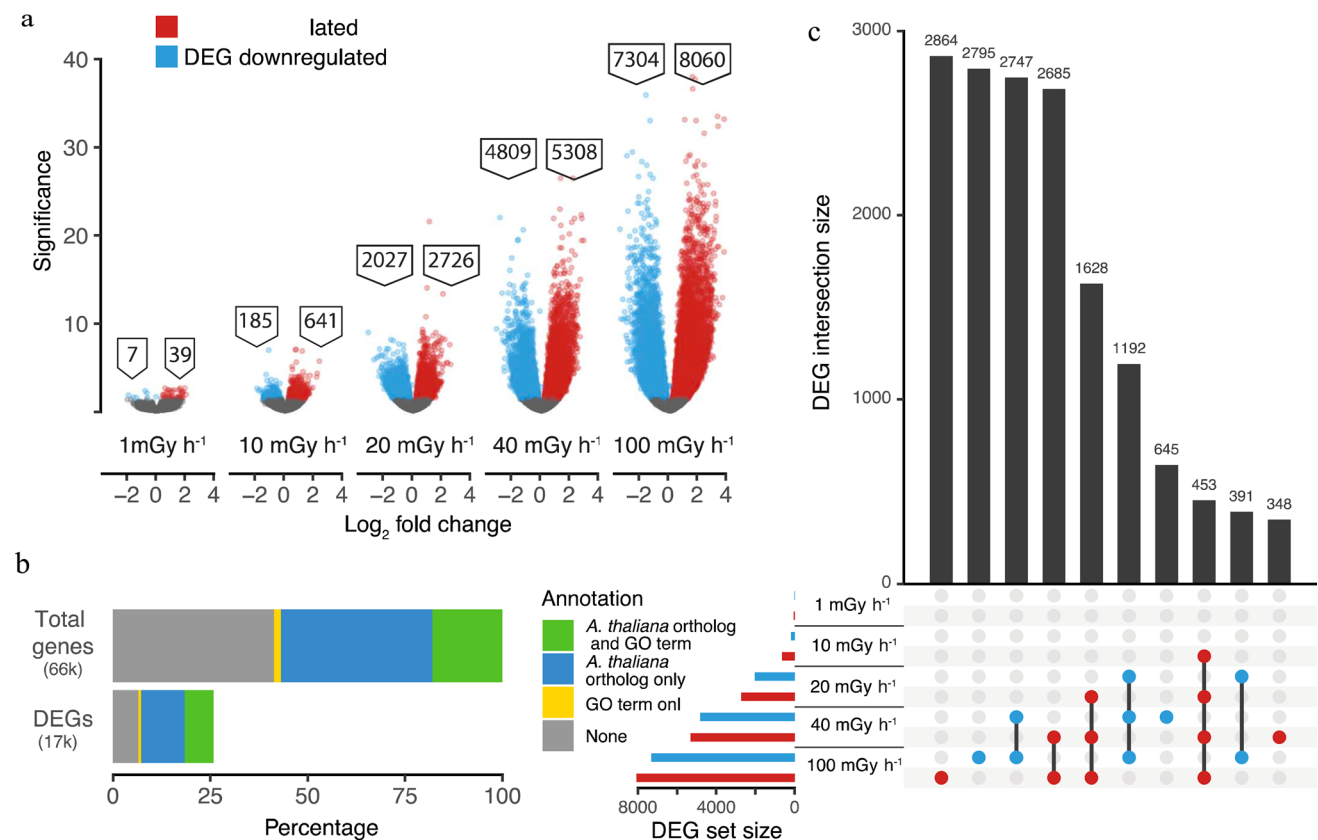 a
lated
DEG downregulated
Significance
40
30
20
10
7
39
185
641
2027
2726
4809
5308
7304
8060
1mGy h-1
10 mGy h-1
20 mGy h-1
40 mGy h-1
100 mGy h-1
−2 0 2 4
−2 0 2 4
−2 0 2 4
−2 0 2 4
−2 0 2 4
Log2 fold change
b
Total
genes
(66k)
DEGs
(17k)
0 25 50 75 100
Percentage
Annotation
A. thaliana ortholog
and GO term
A. thaliana
ortholog only
GO term onl
None
c
DEG intersection size
3000
2000
1000
0
2864
2795
2747
2685
1628
1192
645
453
391
348
1 mGy h-1
10 mGy h-1
20 mGy h-1
40 mGy h-1
100 mGy h-1
8000 4000 0
DEG set size